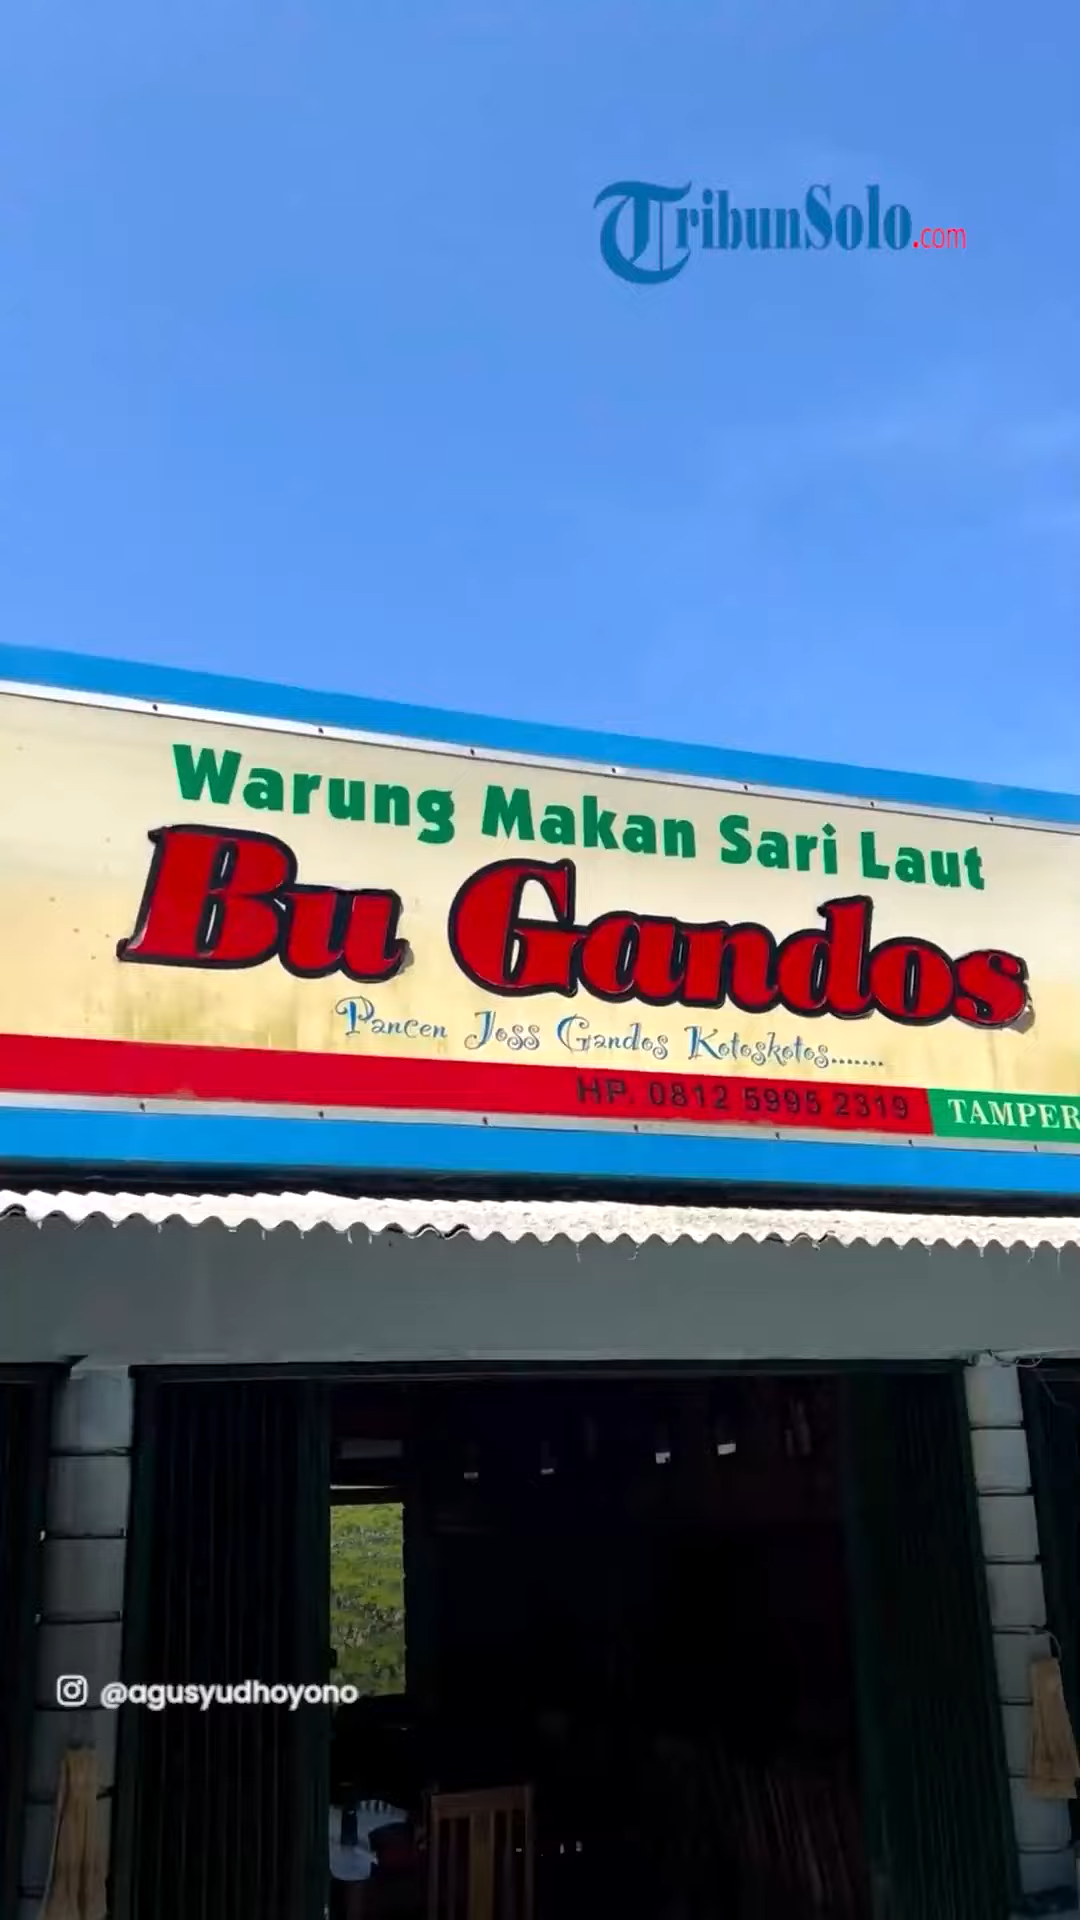 TribunSolo.com
Warung Makan Sari Laut
Bu Gandos
Pancen Joss Gandos Kotoskotos.......
HP. 0812 5995 2319
TAMPER
@agusyudhoyono